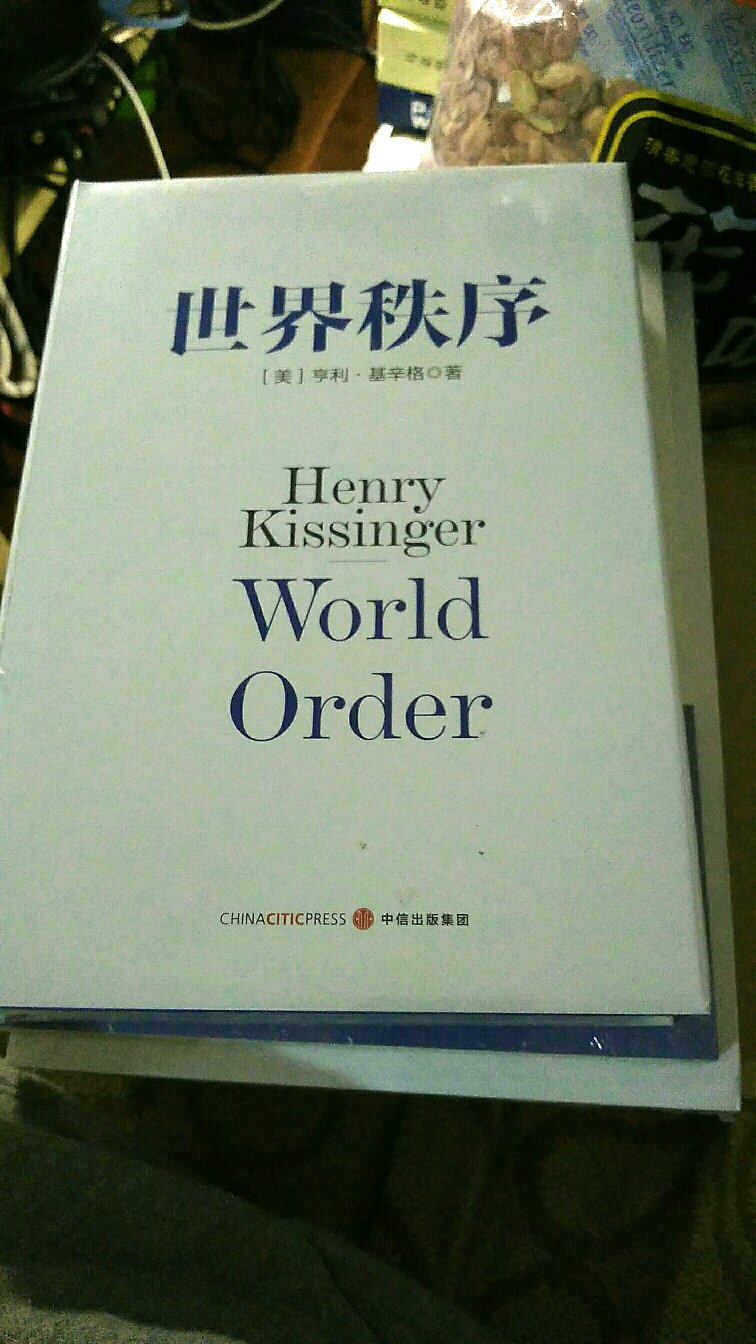 世界秩序
[美]亨利·基辛格◎著
Henry
Kissinger
World
Order
CHINACITICPRESS 中信出版集团